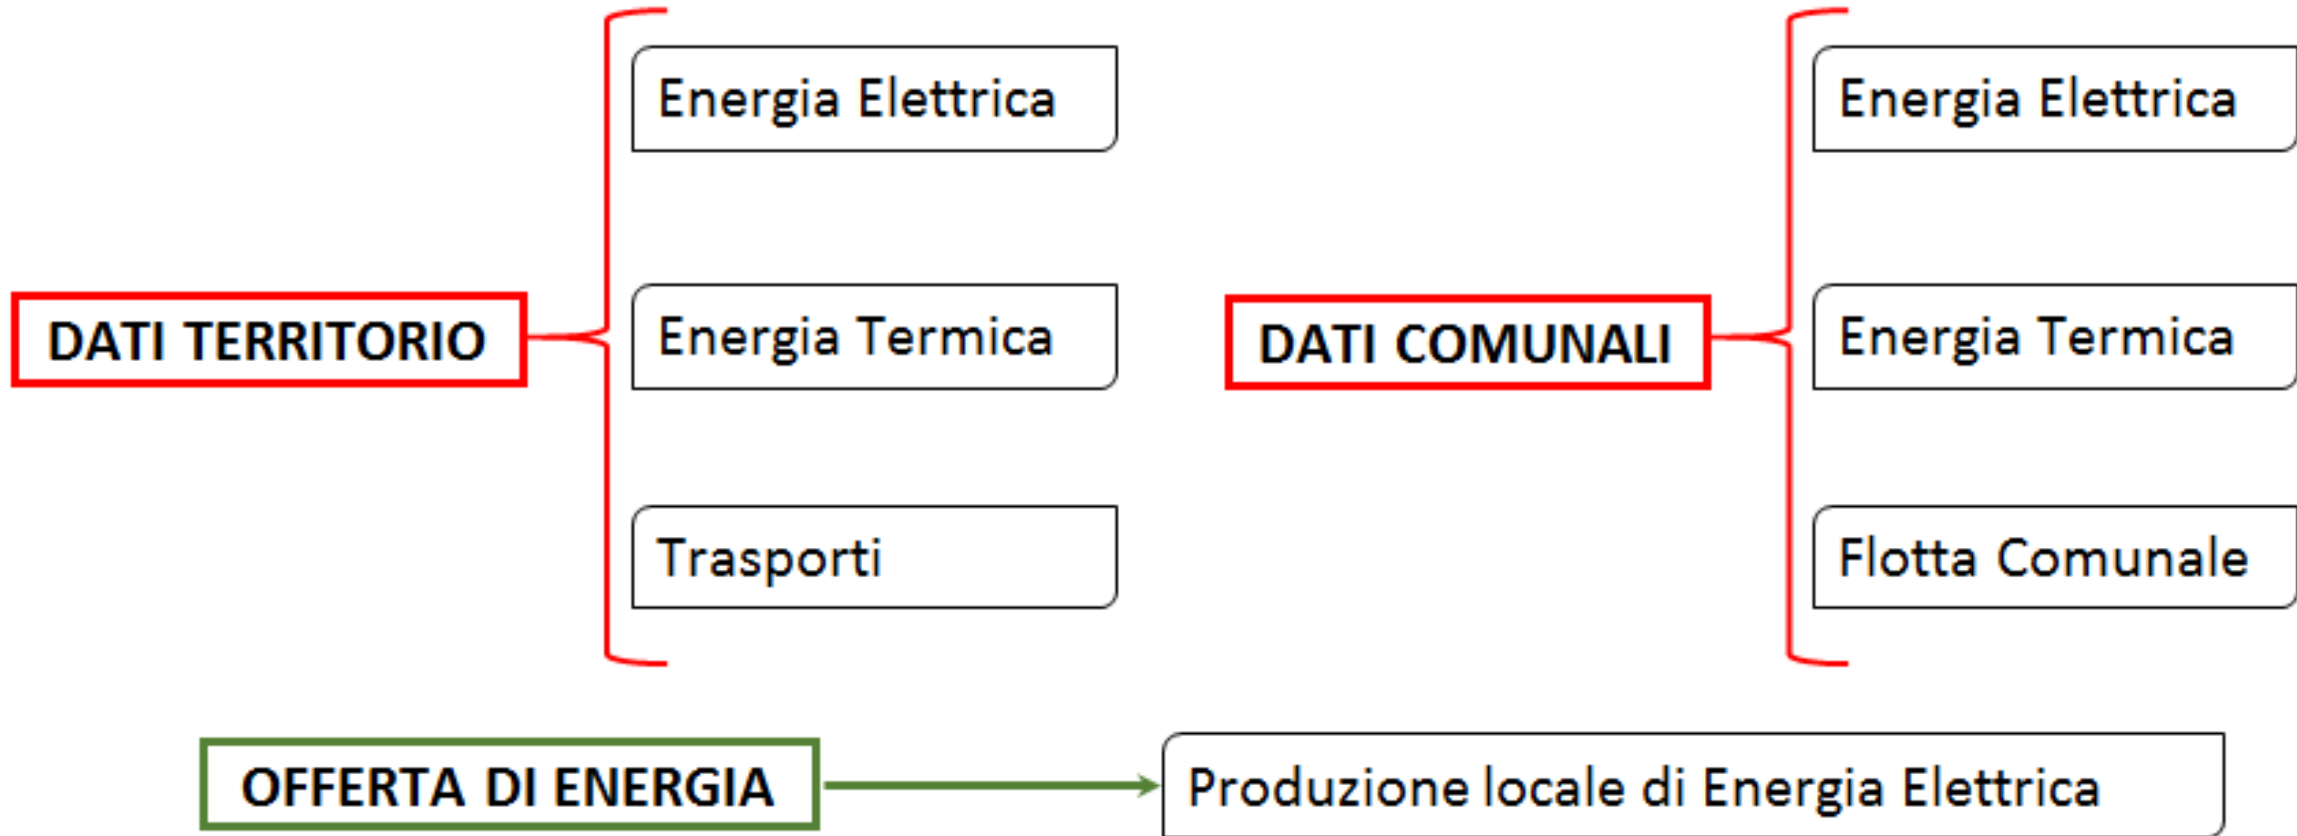 DATI TERRITORIO
Energia Elettrica
Energia Termica
Trasporti
DATI COMUNALI
Energia Elettrica
Energia Termica
Flotta Comunale
OFFERTA DI ENERGIA
Produzione locale di Energia Elettrica